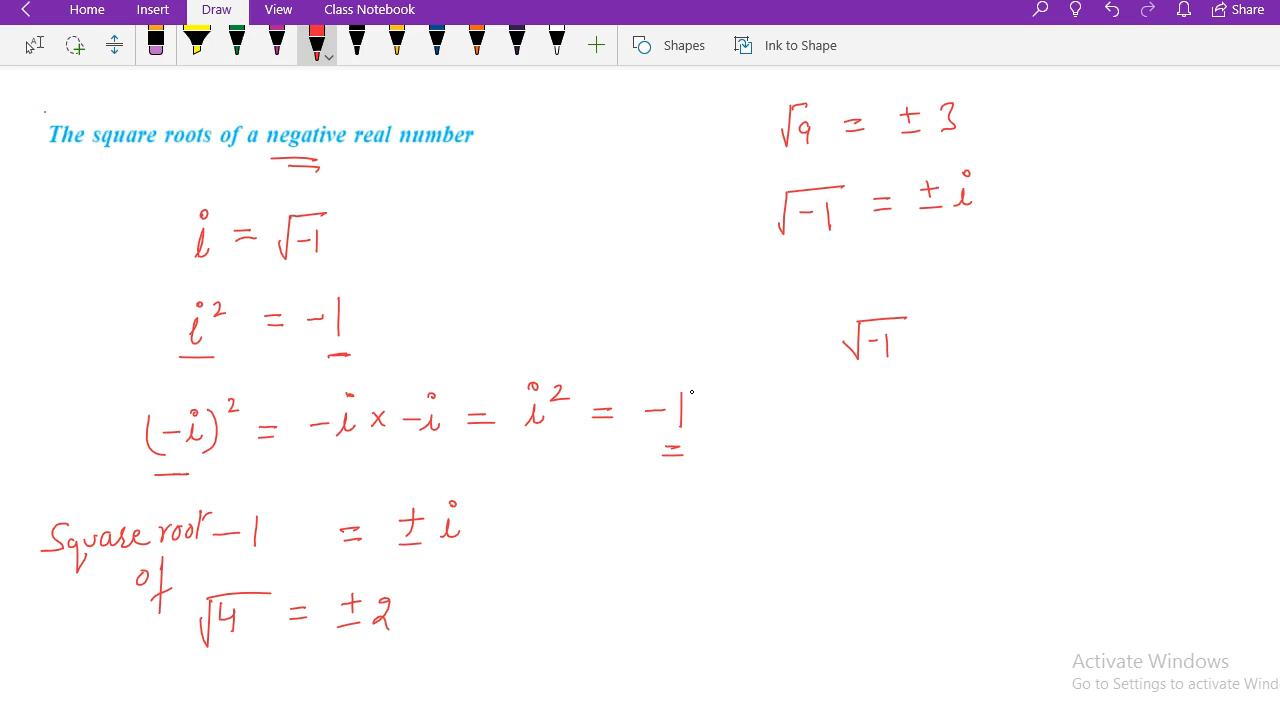 Home Insert Draw View Class Notebook Share
Shapes Ink to Shape
The square roots of a negative real number
i = √-1
i² = -1
(-i)² = -i × -i = i² = -1
Square root of -1 = ± i
√4 = ± 2
√9 = ± 3
√-1 = ± i
√-1
Activate Windows
Go to Settings to activate Wind